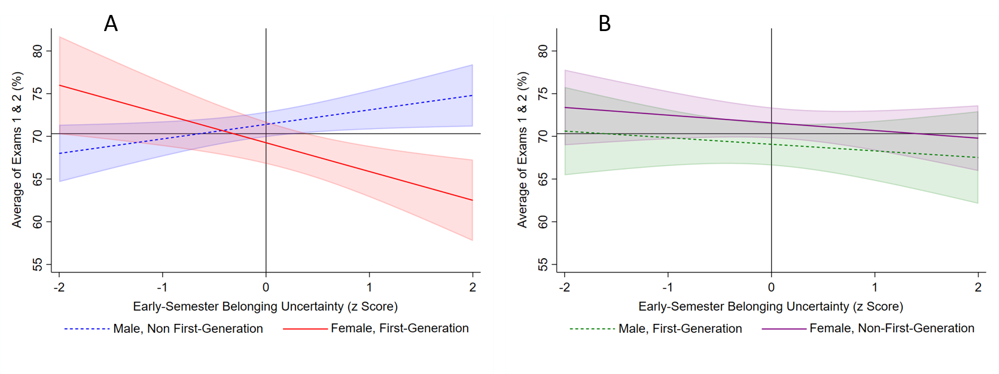 A
Average of Exams 1 & 2 (%)
80
75
70
65
60
55
-2 -1 0 1 2
Early-Semester Belonging Uncertainty (z Score)
Male, Non First-Generation Female, First-Generation
B
Average of Exams 1 & 2 (%)
80
75
70
65
60
55
-2 -1 0 1 2
Early-Semester Belonging Uncertainty (z Score)
Male, First-Generation Female, Non-First-Generation